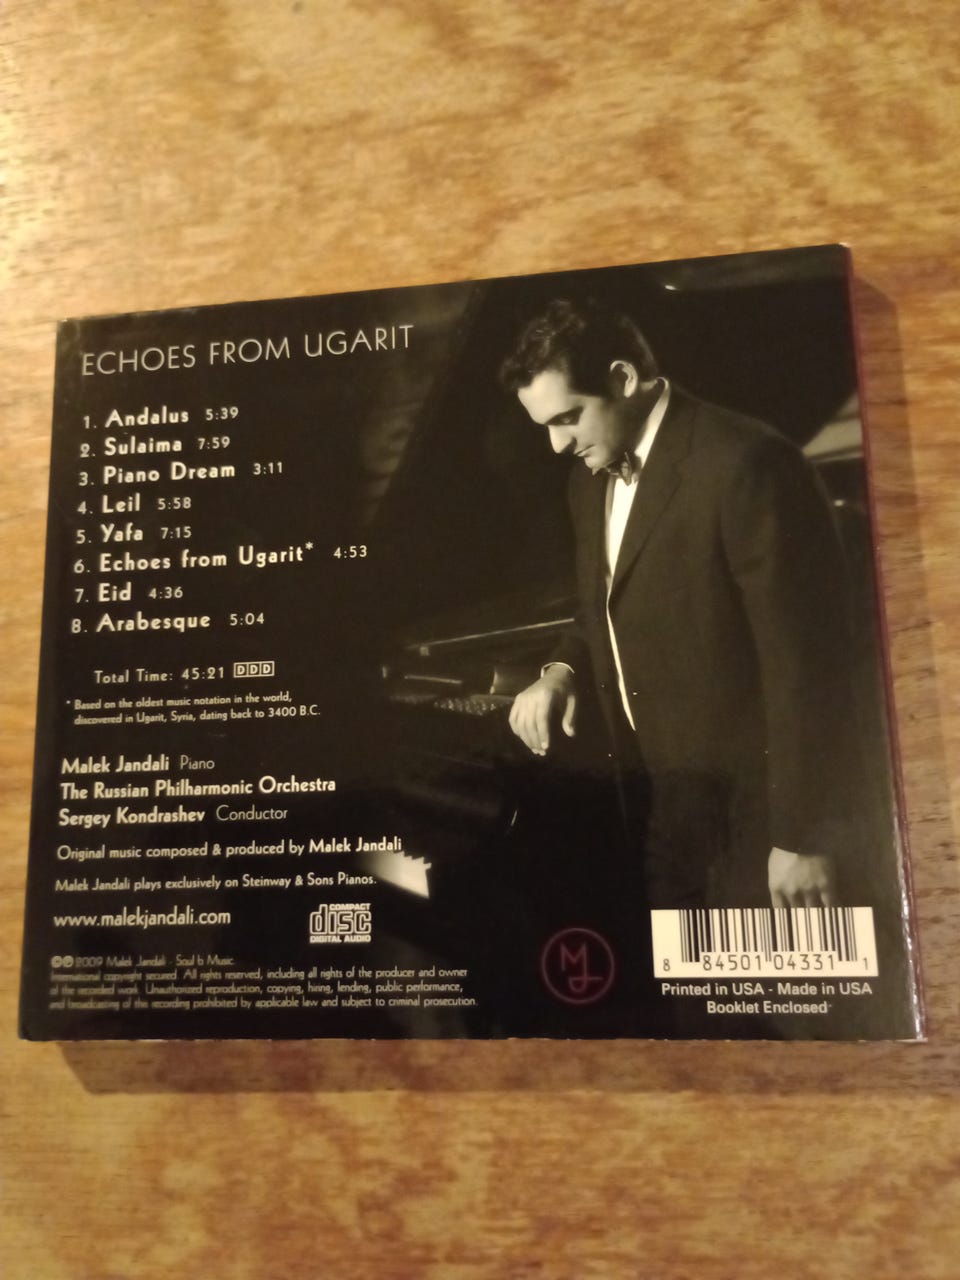 ECHOES FROM UGARIT
1. Andalus 5:39
2. Sulaima 7:59
3. Piano Dream 3:11
4. Leil 5:58
5. Yafa 7:15
6. Echoes from Ugarit* 4:53
7. Eid 4:36
8. Arabesque 5:04
Total Time: 45:21 DDD
* Based on the oldest music notation in the world,
discovered in Ugarit, Syria, dating back to 3400 B.C.
Malek Jandali Piano
The Russian Philharmonic Orchestra
Sergey Kondrashev Conductor
Original music composed & produced by Malek Jandali
Malek Jandali plays exclusively on Steinway & Sons Pianos.
www.malekjandali.com
COMPACT
disc
DIGITAL AUDIO
©℗ 2009 Malek Jandali - Soul b Music.
International copyright secured. All rights reserved, including all rights of the producer and owner
of the recorded work. Unauthorized reproduction, copying, hiring, lending, public performance,
and broadcasting of this recording prohibited by applicable law and subject to criminal prosecution.
MJ
8 84501 04331 1
Printed in USA - Made in USA
Booklet Enclosed